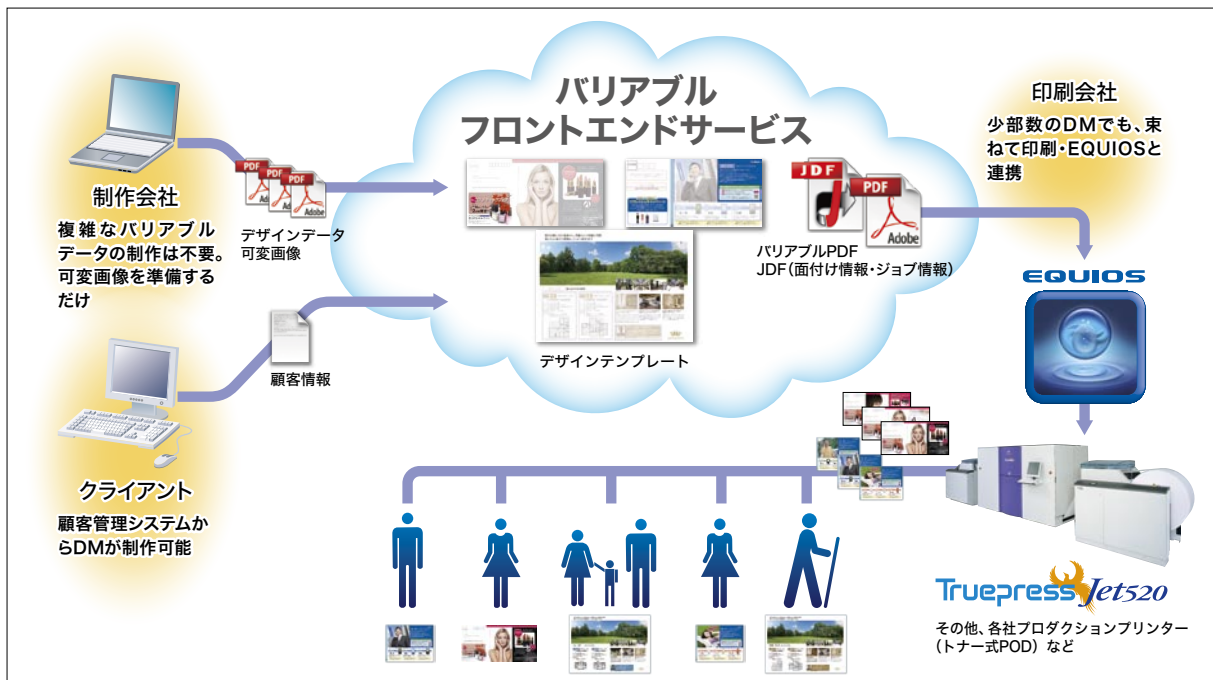 バリアブル
フロントエンドサービス
制作会社
複雑なバリアブル
データの制作は不要。
可変画像を準備する
だけ
PDF
PDF
PDF
Adobe
デザインデータ
可変画像
顧客情報
クライアント
顧客管理システムか
らDMが制作可能
デザインテンプレート
JDF
PDF
Adobe
バリアブルPDF
JDF(面付け情報・ジョブ情報)
印刷会社
少部数のDMでも、束
ねて印刷・EQUIOSと
連携
EQUIOS
Truepress Jet520
その他、各社プロダクションプリンター
(トナー式POD) など